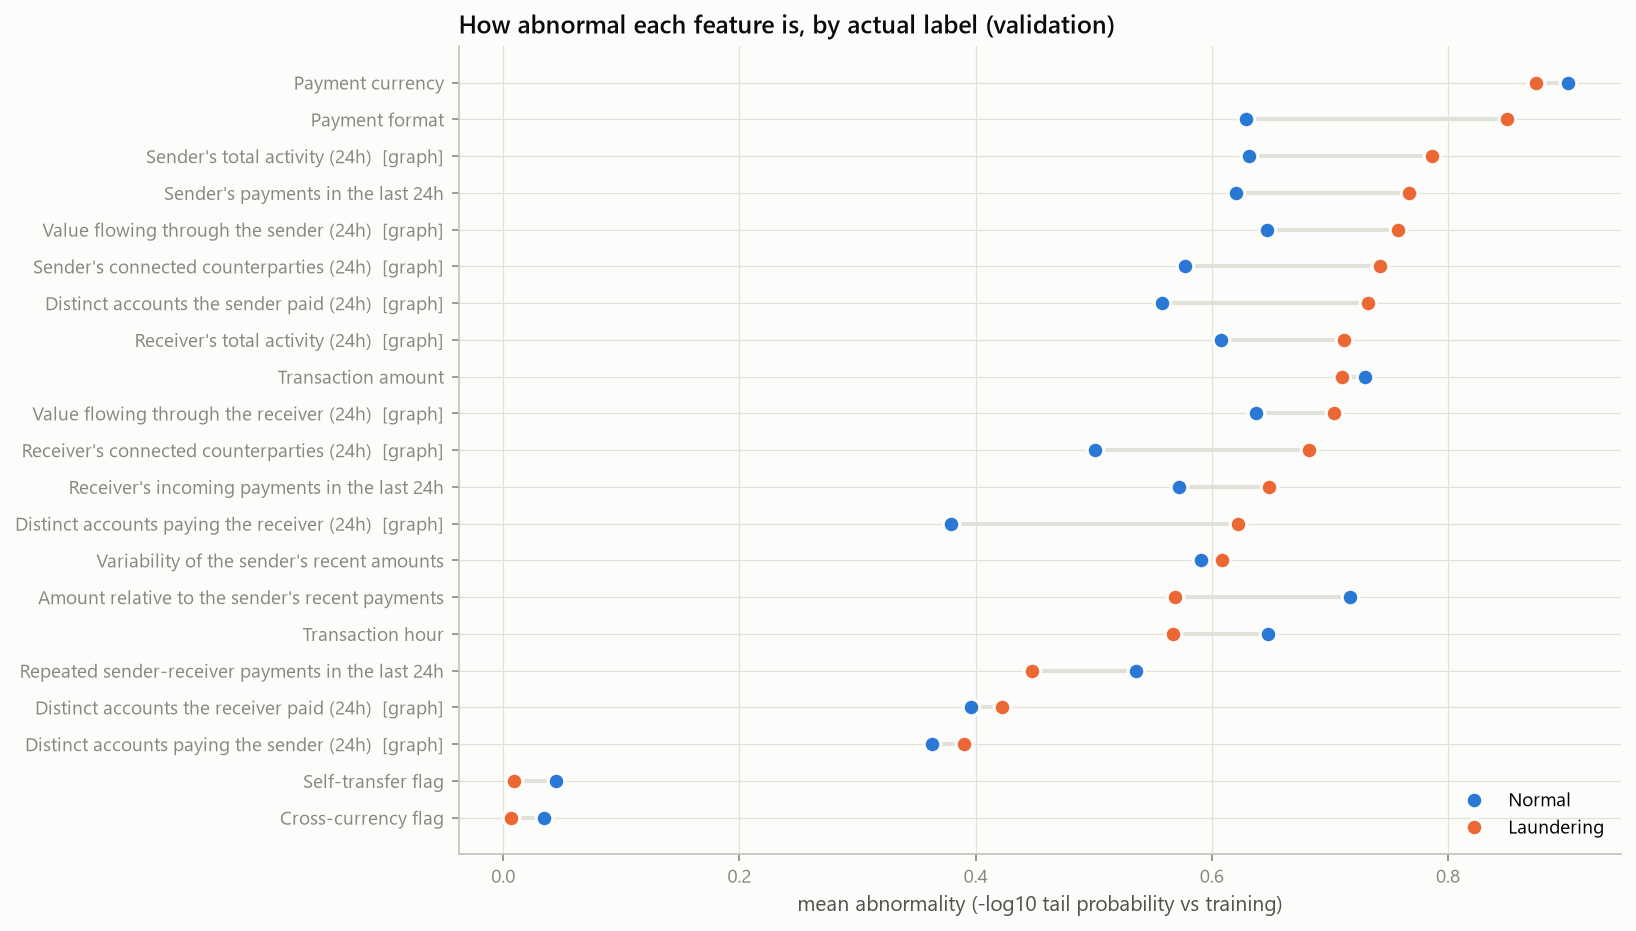 How abnormal each feature is, by actual label (validation)
Payment currency
Payment format
Sender's total activity (24h)  [graph]
Sender's payments in the last 24h
Value flowing through the sender (24h)  [graph]
Sender's connected counterparties (24h)  [graph]
Distinct accounts the sender paid (24h)  [graph]
Receiver's total activity (24h)  [graph]
Transaction amount
Value flowing through the receiver (24h)  [graph]
Receiver's connected counterparties (24h)  [graph]
Receiver's incoming payments in the last 24h
Distinct accounts paying the receiver (24h)  [graph]
Variability of the sender's recent amounts
Amount relative to the sender's recent payments
Transaction hour
Repeated sender-receiver payments in the last 24h
Distinct accounts the receiver paid (24h)  [graph]
Distinct accounts paying the sender (24h)  [graph]
Self-transfer flag
Cross-currency flag
Normal
Laundering
0.0 0.2 0.4 0.6 0.8
mean abnormality (-log10 tail probability vs training)